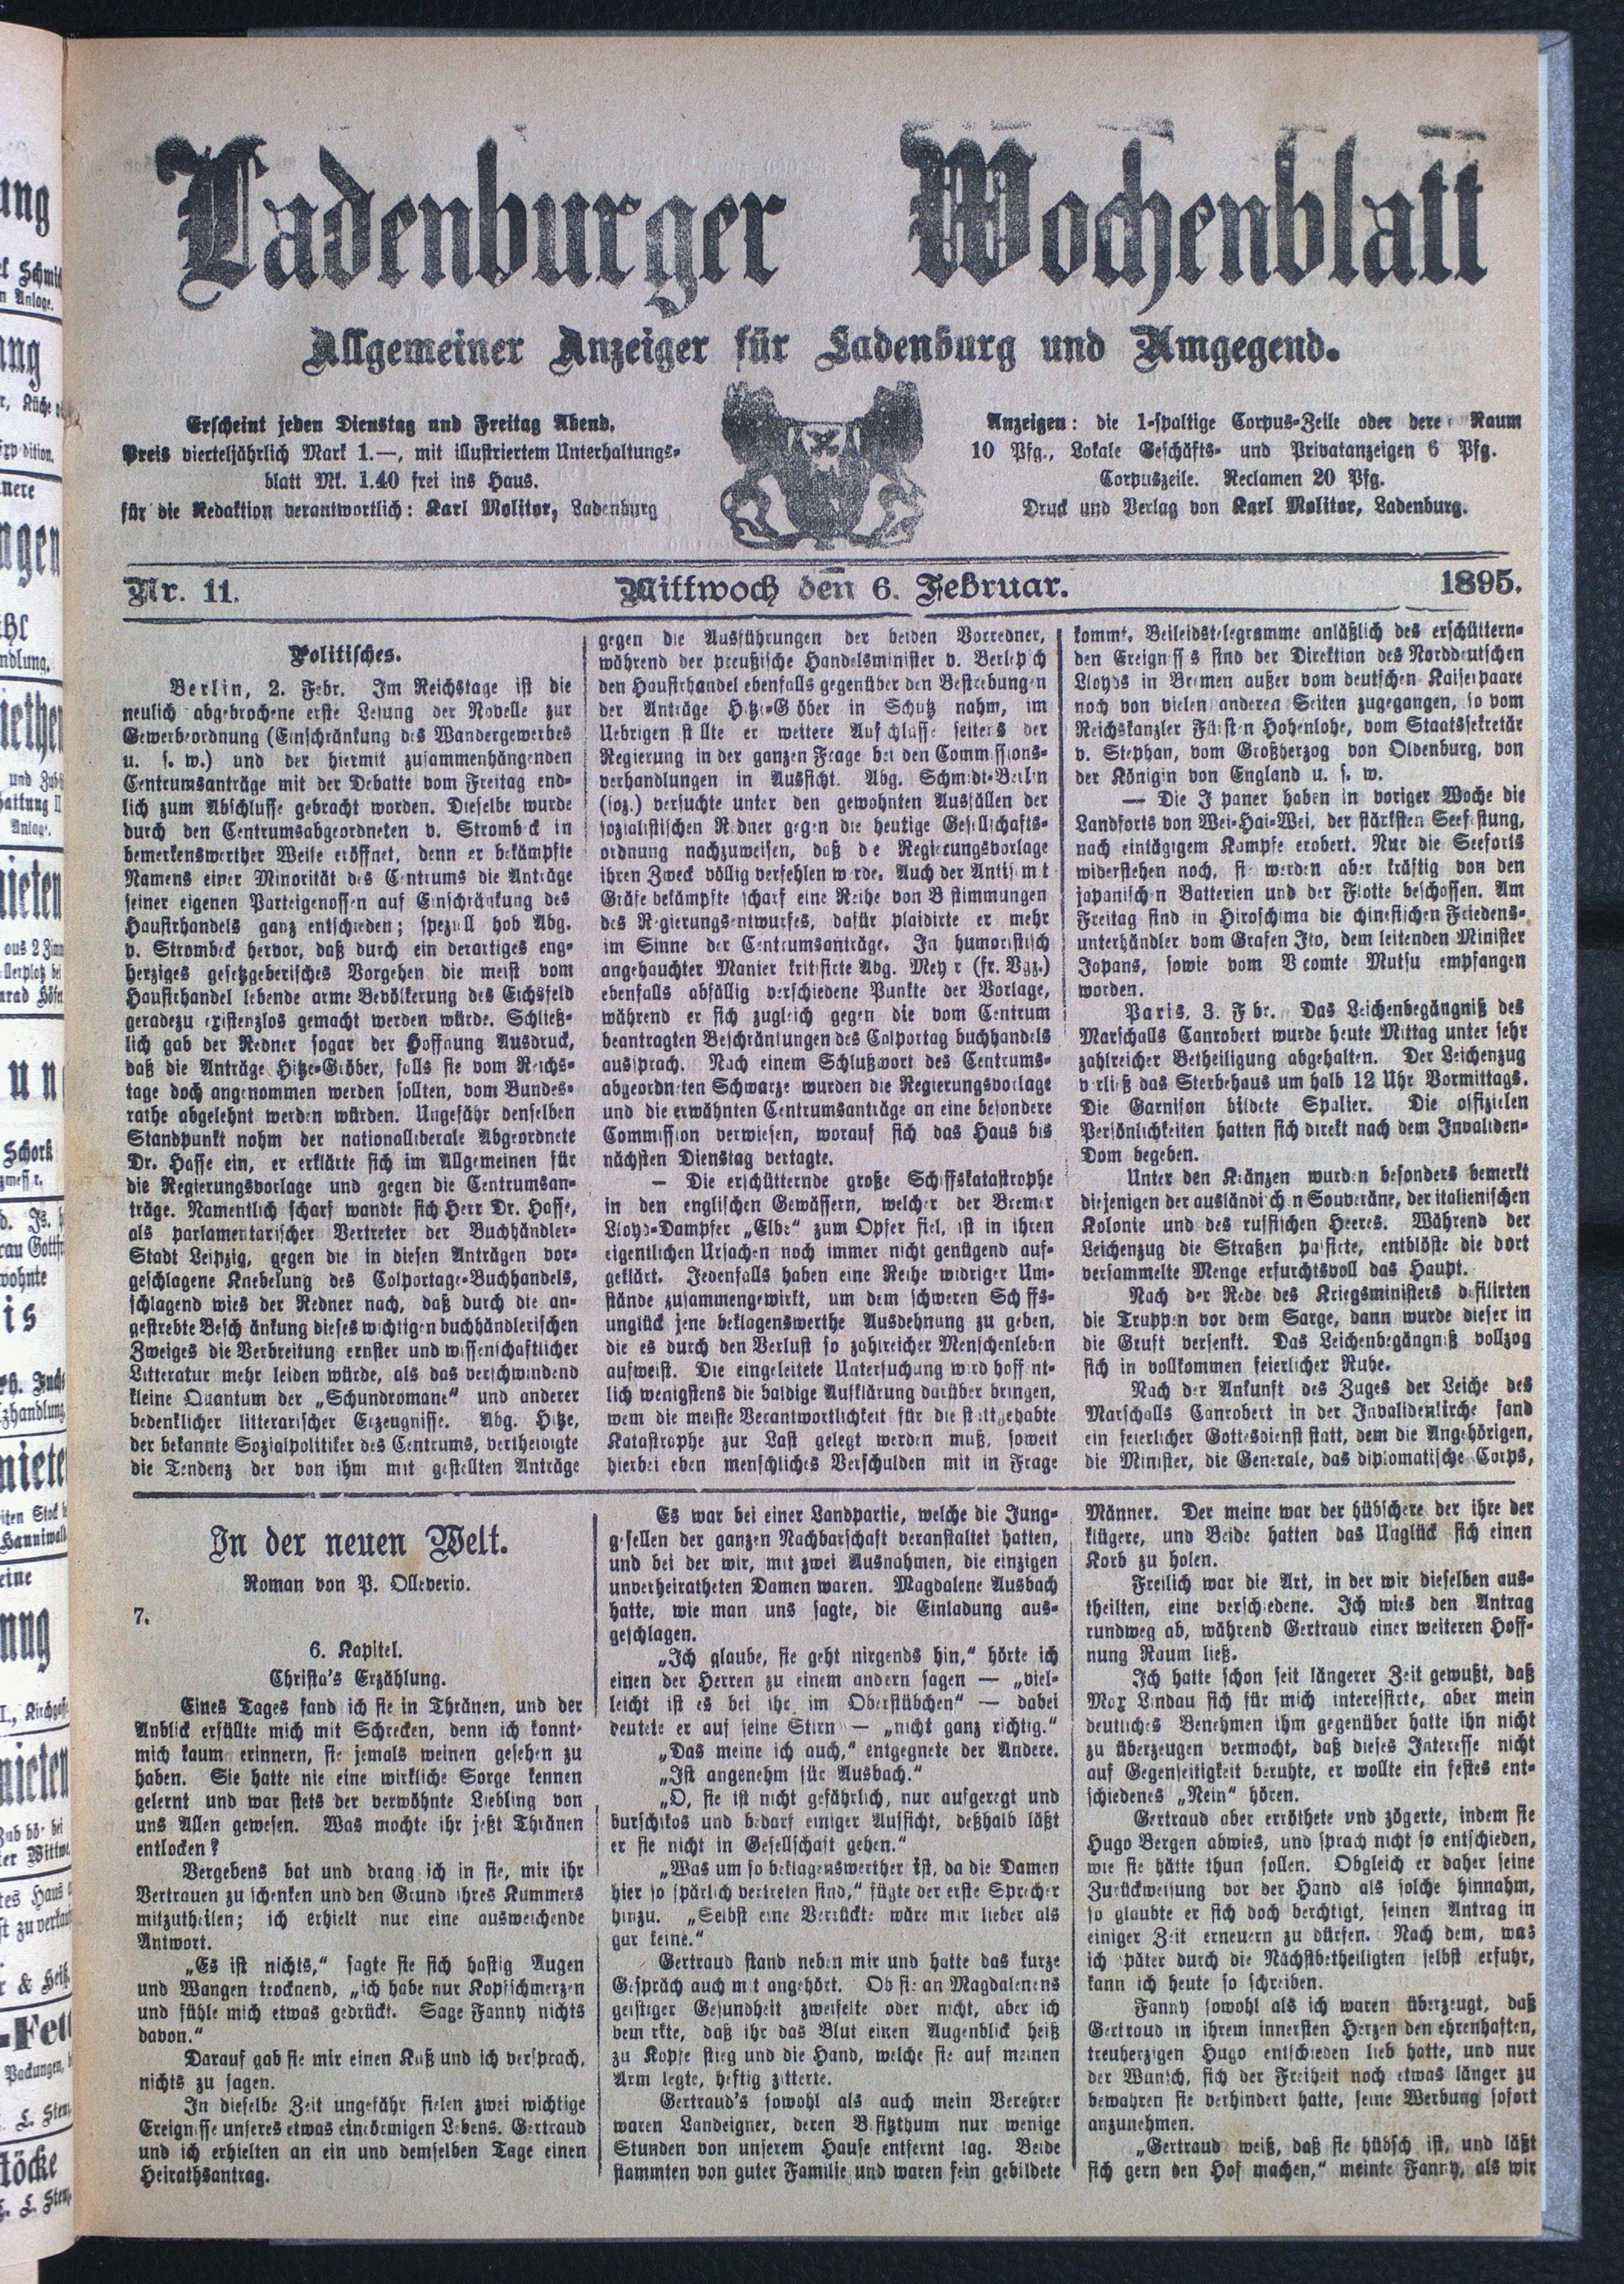 Ladenburger Wochenblatt
Allgemeiner Anzeiger für Ladenburg und Umgegend.
Erscheint jeden Dienstag und Freitag Abend.
Preis vierteljährlich Mark 1.—, mit illustriertem Unterhaltungs-
blatt Mk. 1.40 frei ins Haus.
für die Redaktion verantwortlich: Karl Molitor, Ladenburg
Anzeigen: die 1-spaltige Corpus-Zeile oder dere Raum
10 Pfg., Lokale Geschäfts- und Privatanzeigen 6 Pfg.
Corpuszeile. Reclamen 20 Pfg.
Druck und Verlag von Karl Molitor, Ladenburg.
Nr. 11. Mittwoch den 6. Februar. 1895.
Politisches.
Berlin, 2. Febr. Im Reichstage ist die
neulich abgebrochene erste Lesung der Novelle zur
Gewerbeordnung (Einschränkung des Wandergewerbes
u. s. w.) und der hiermit zusammenhängenden
Centrumsanträge mit der Debatte vom Freitag end-
lich zum Abschlusse gebracht worden. Dieselbe wurde
durch den Centrumsabgeordneten v. Stromb ck in
bemerkenswerther Weise eröffnet, denn er bekämpfte
Namens einer Minorität des Centrums die Anträge
seiner eigenen Parteigenossen auf Einschränkung des
Hausirhandels ganz entschieden; speziell hob Abg.
v. Strombeck hervor, daß durch ein derartiges eng-
herziges gesetzgeberisches Vorgehen die meist vom
Hausirhandel lebende arme Bevölkerung des Eichsfeld
geradezu existenzlos gemacht werden würde. Schließ-
lich gab der Redner sogar der Hoffnung Ausdruck,
daß die Anträge Hitze-Gröber, falls sie vom Reichs-
tage doch angenommen werden sollten, vom Bundes-
rathe abgelehnt werden würden. Ungefähr denselben
Standpunkt nahm der nationalliberale Abgeordnete
Dr. Hasse ein, er erklärte sich im Allgemeinen für
die Regierungsvorlage und gegen die Centrumsan-
träge. Namentlich scharf wandte sich Herr Dr. Hasse,
als parlamentarischer Vertreter der Buchhändler-
Stadt Leipzig, gegen die in diesen Anträgen vor-
geschlagene Knebelung des Colportage-Buchhandels,
schlagend wies der Redner nach, daß durch die an-
gestrebte Besch änkung dieses wichtigen buchhändlerischen
Zweiges die Verbreitung ernster und wissenschaftlicher
Litteratur mehr leiden würde, als das verschwindend
kleine Quantum der „Schundromane“ und anderer
bedenklicher litterarischer Erzeugnisse. Abg. Hitze,
der bekannte Sozialpolitiker des Centrums, vertheidigte
die Tendenz der von ihm mit gestellten Anträge
gegen die Ausführungen der beiden Vorredner,
während der preußische Handelsminister v. Berlep ch
den Hausirhandel ebenfalls gegenüber den Bestrebungen
der Anträge Hitze-G öber in Schutz nahm, im
Uebrigen st llte er weitere Auf chlüsse seitens der
Regierung in der ganzen Frage bei den Commissions-
verhandlungen in Aussicht. Abg. Schmidt-Berlin
(soz.) versuchte unter den gewohnten Ausfällen der
sozialistischen Redner gegen die heutige Gesellschafts-
ordnung nachzuweisen, daß d e Regierungsvorlage
ihren Zweck völlig verfehlen w rde. Auch der Antisem t
Gräfe bekämpfte scharf eine Reihe von B stimmungen
des Regierungsentwurfes, dafür plaidirte er mehr
im Sinne der Centrumsanträge. In humoristisch
angehauchter Manier kritisirte Abg. Mey r (fr. Vgg.)
ebenfalls abfällig verschiedene Punkte der Vorlage,
während er sich zugleich gegen die vom Centrum
beantragten Beschränkungen des Colportag buchhandels
aussprach. Nach einem Schlußwort des Centrums-
abgeordneten Schwarze wurden die Regierungsvorlage
und die erwähnten Centrumsanträge an eine besondere
Commission verwiesen, worauf sich das Haus bis
nächsten Dienstag vertagte.
— Die erschütternde große Schiffskatastrophe
in den englischen Gewässern, welcher der Bremer
Lloyd-Dampfer „Elbe“ zum Opfer fiel, ist in ihren
eigentlichen Ursachen noch immer nicht genügend auf-
geklärt. Jedenfalls haben eine Reihe widriger Um-
stände zusammengewirkt, um dem schweren Sch ffs-
unglück jene beklagenswerthe Ausdehnung zu geben,
die es durch den Verlust so zahlreicher Menschenleben
aufweist. Die eingeleitete Untersuchung wird hoff nt-
lich wenigstens die baldige Aufklärung darüber bringen,
wem die meiste Verantwortlichkeit für die stattgehabte
Katastrophe zur Last gelegt werden muß, soweit
hierbei eben menschliches Verschulden mit in Frage
kommt. Beileidstelegramme anläßlich des erschüttern-
den Ereigniss s sind der Direktion des Norddeutschen
Lloyds in Bremen außer vom deutschen Kaiserpaare
noch von vielen anderen Seiten zugegangen, so vom
Reichskanzler Fürsten Hohenlohe, vom Staatssekretär
v. Stephan, vom Großherzog von Oldenburg, von
der Königin von England u. s. w.
— Die J paner haben in voriger Woche die
Landforts von Wei-Hai-Wei, der stärksten Seefestung,
nach eintägigem Kampfe erobert. Nur die Seeforts
widerstehen noch, sie werden aber kräftig von den
japanischen Batterien und der Flotte beschossen. Am
Freitag sind in Hiroschima die chinesischen Friedens-
unterhändler vom Grafen Ito, dem leitenden Minister
Japans, sowie vom V comte Mutsu empfangen
worden.
Paris, 3. F br. Das Leichenbegängniß des
Marschalls Canrobert wurde heute Mittag unter sehr
zahlreicher Betheiligung abgehalten. Der Leichenzug
v rließ das Sterbehaus um halb 12 Uhr Vormittags.
Die Garnison bildete Spalier. Die offizielen
Persönlichkeiten hatten sich direkt nach dem Invaliden-
Dom begeben.
Unter den Kränzen wurden besonders bemerkt
diejenigen der ausländi ch n Souveräne, der italienischen
Kolonie und des russischen Heeres. Während der
Leichenzug die Straßen passirte, entblöste die dort
versammelte Menge erfurchtsvoll das Haupt.
Nach der Rede des Kriegsministers defilirten
die Truppen vor dem Sarge, dann wurde dieser in
die Gruft versenkt. Das Leichenbegängniß vollzog
sich in vollkommen feierlicher Ruhe.
Nach der Ankunft des Zuges der Leiche des
Marschalls Canrobert in der Invalidenkirche fand
ein feierlicher Gottesdienst statt, dem die Angehörigen,
die Minister, die Generale, das diplomatische Corps,
In der neuen Welt.
Roman von P. Olleverio.
7.
6. Kapitel.
Christa's Erzählung.
Eines Tages fand ich sie in Thränen, und der
Anblick erfüllte mich mit Schrecken, denn ich konnt-
mich kaum erinnern, sie jemals weinen gesehen zu
haben. Sie hatte nie eine wirkliche Sorge kennen
gelernt und war stets der verwöhnte Liebling von
uns Allen gewesen. Was mochte ihr jetzt Thränen
entlocken?
Vergebens bat und drang ich in sie, mir ihr
Vertrauen zu schenken und den Grund ihres Kummers
mitzutheilen; ich erhielt nur eine ausweichende
Antwort.
„Es ist nichts,“ sagte sie sich hastig Augen
und Wangen trocknend, „ich habe nur Kopfschmerzen
und fühle mich etwas gedrückt. Sage Fanny nichts
davon.“
Darauf gab sie mir einen Kuß und ich versprach,
nichts zu sagen.
In dieselbe Zeit ungefähr fielen zwei wichtige
Ereignisse unseres etwas einförmigen Lebens. Gertraud
und ich erhielten an ein und demselben Tage einen
Heirathsantrag.
Es war bei einer Landpartie, welche die Jung-
gesellen der ganzen Nachbarschaft veranstaltet hatten,
und bei der wir, mit zwei Ausnahmen, die einzigen
unverheiratheten Damen waren. Magdalene Ausbach
hatte, wie man uns sagte, die Einladung aus-
geschlagen.
„Ich glaube, sie geht nirgends hin,“ hörte ich
einen der Herren zu einem andern sagen — „viel-
leicht ist es bei ihr im Oberstübchen“ — dabei
deutete er auf seine Stirn — „nicht ganz richtig.“
„Das meine ich auch,“ entgegnete der Andere.
„Ist angenehm für Ausbach.“
„O, sie ist nicht gefährlich, nur aufgeregt und
burschikos und bedarf einiger Aufsicht, deßhalb läßt
er sie nicht in Gesellschaft gehen.“
„Was um so beklagenswerther ist, da die Damen
hier so spärlich vertreten sind,“ fügte der erste Sprecher
hinzu. „Selbst eine Verrückte wäre mir lieber als
gar keine.“
Gertraud stand neben mir und hatte das kurze
Gespräch auch mit angehört. Ob sie an Magdalenens
geistiger Gesundheit zweifelte oder nicht, aber ich
bem rkte, daß ihr das Blut einen Augenblick heiß
zu Kopfe stieg und die Hand, welche sie auf meinen
Arm legte, heftig zitterte.
Gertraud's sowohl als auch mein Verehrer
waren Landeigner, deren B sitzthum nur wenige
Stunden von unserem Hause entfernt lag. Beide
stammten von guter Familie und waren fein gebildete
Männer. Der meine war der hübschere der ihre der
klügere, und Beide hatten das Unglück sich einen
Korb zu holen.
Freilich war die Art, in der wir dieselben aus-
theilten, eine verschiedene. Ich wies den Antrag
rundweg ab, während Gertraud einer weiteren Hoff-
nung Raum ließ.
Ich hatte schon seit längerer Zeit gewußt, daß
Max Lindau sich für mich interessirte, aber mein
deutliches Benehmen ihm gegenüber hatte ihn nicht
zu überzeugen vermocht, daß dieses Interesse nicht
auf Gegenseitigkeit beruhte, er wollte ein festes ent-
schiedenes „Nein“ hören.
Gertraud aber erröthete und zögerte, indem sie
Hugo Bergen abwies, und sprach nicht so entschieden,
wie sie hätte thun sollen. Obgleich er daher seine
Zurückweisung vor der Hand als solche hinnahm,
so glaubte er sich doch berchtigt, seinen Antrag in
einiger Zeit erneuern zu dürfen. Nach dem, was
ich päter durch die Nächstbetheiligten selbst erfuhr,
kann ich heute so schreiben.
Fanny sowohl als ich waren überzeugt, daß
Gertraud in ihrem innersten Herzen den ehrenhaften,
treuherzigen Hugo entschieden lieb hatte, und nur
der Wunsch, sich der Freiheit noch etwas länger zu
bewahren sie verhindert hatte, seine Werbung sofort
anzunehmen.
„Gertraud weiß, daß sie hübsch ist, und läßt
sich gern den Hof machen,“ meinte Fanny, als wir